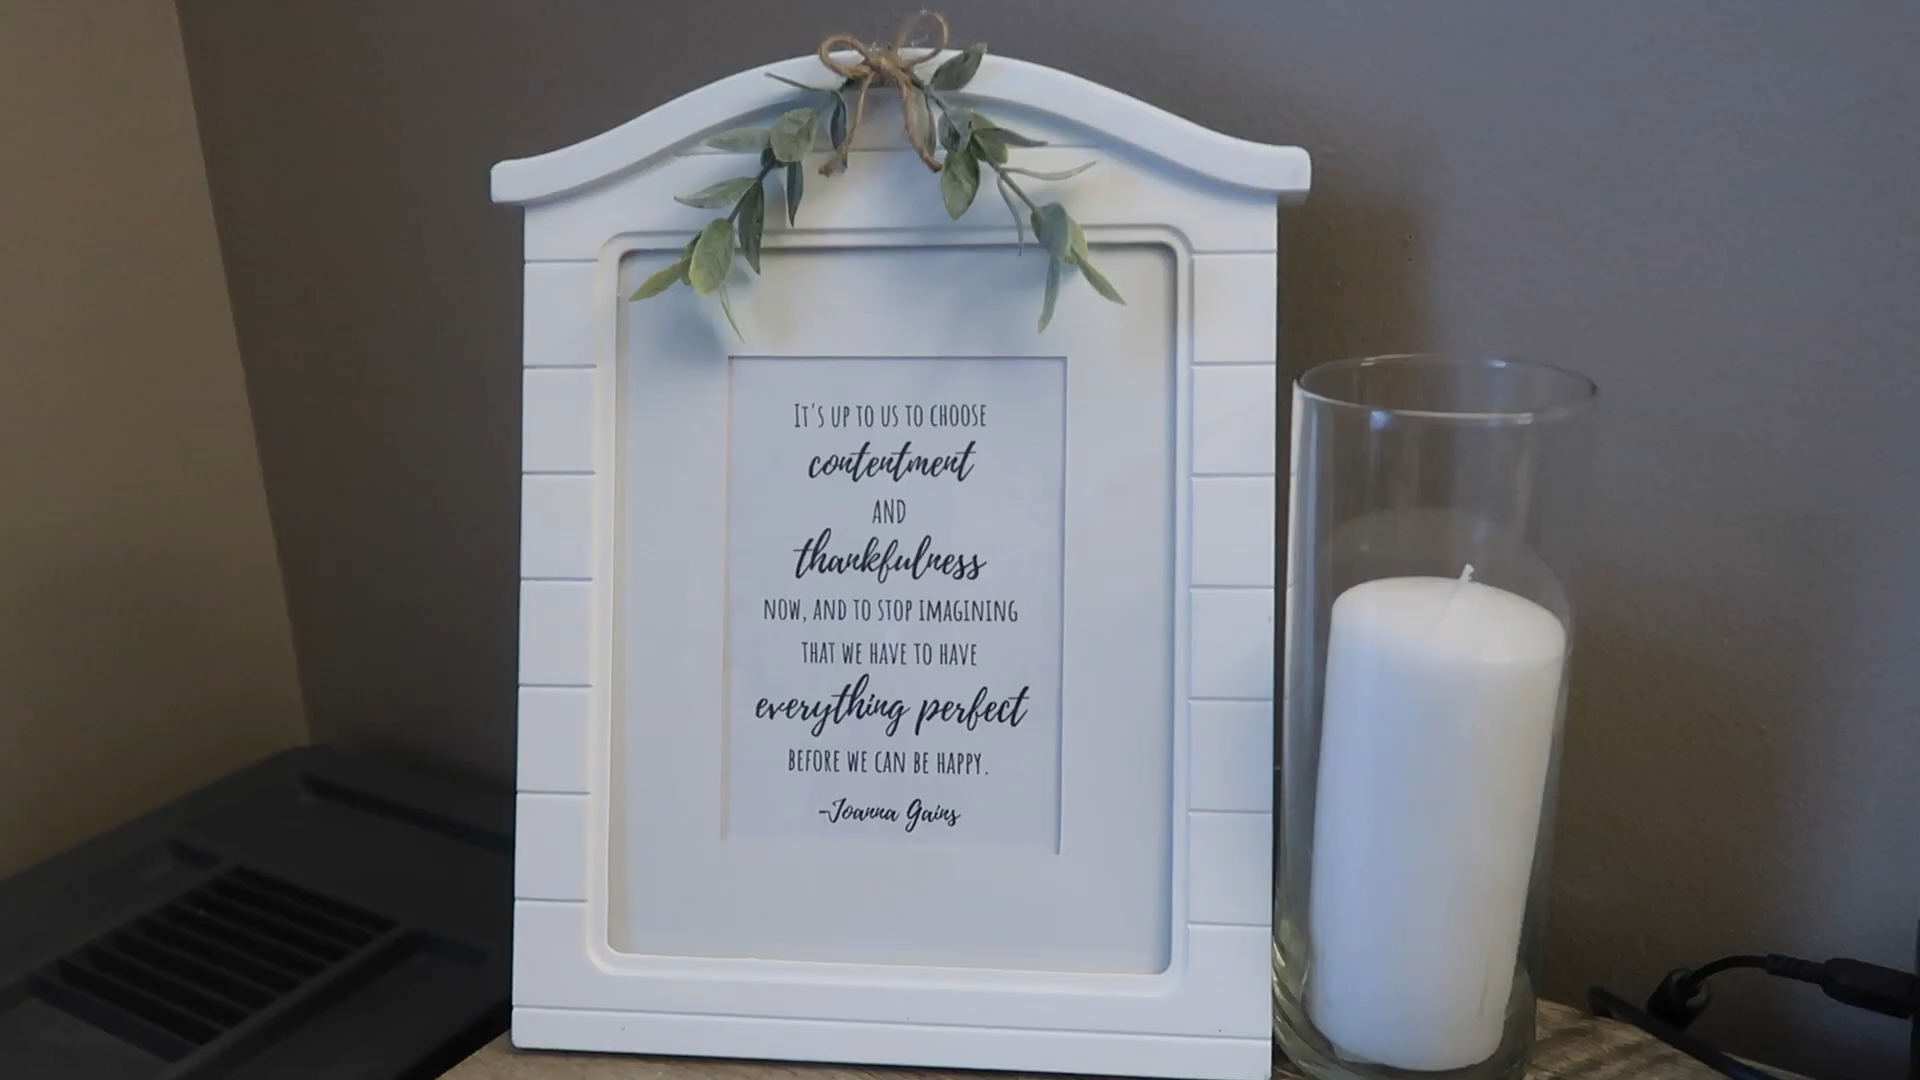 It's up to us to choose
contentment
and
thankfulness
now, and to stop imagining
that we have to have
everything perfect
before we can be happy.
-Joanna Gains